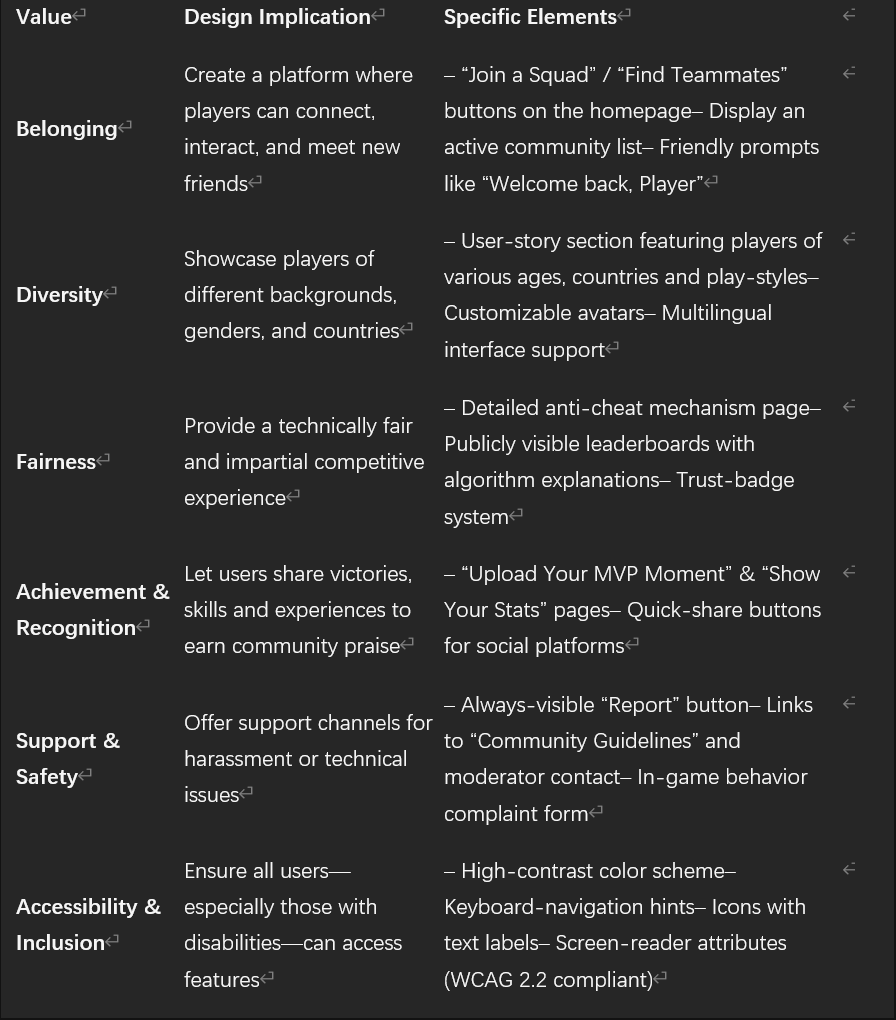 Value Design Implication Specific Elements
Belonging
Create a platform where
players can connect,
interact, and meet new
friends
– “Join a Squad” / “Find Teammates”
buttons on the homepage– Display an
active community list– Friendly prompts
like “Welcome back, Player”
Diversity
Showcase players of
different backgrounds,
genders, and countries
– User-story section featuring players of
various ages, countries and play-styles–
Customizable avatars– Multilingual
interface support
Fairness
Provide a technically fair
and impartial competitive
experience
– Detailed anti-cheat mechanism page–
Publicly visible leaderboards with
algorithm explanations– Trust-badge
system
Achievement &
Recognition
Let users share victories,
skills and experiences to
earn community praise
– “Upload Your MVP Moment” & “Show
Your Stats” pages– Quick-share buttons
for social platforms
Support &
Safety
Offer support channels for
harassment or technical
issues
– Always-visible “Report” button– Links
to “Community Guidelines” and
moderator contact– In-game behavior
complaint form
Accessibility &
Inclusion
Ensure all users—
especially those with
disabilities—can access
features
– High-contrast color scheme–
Keyboard-navigation hints– Icons with
text labels– Screen-reader attributes
(WCAG 2.2 compliant)